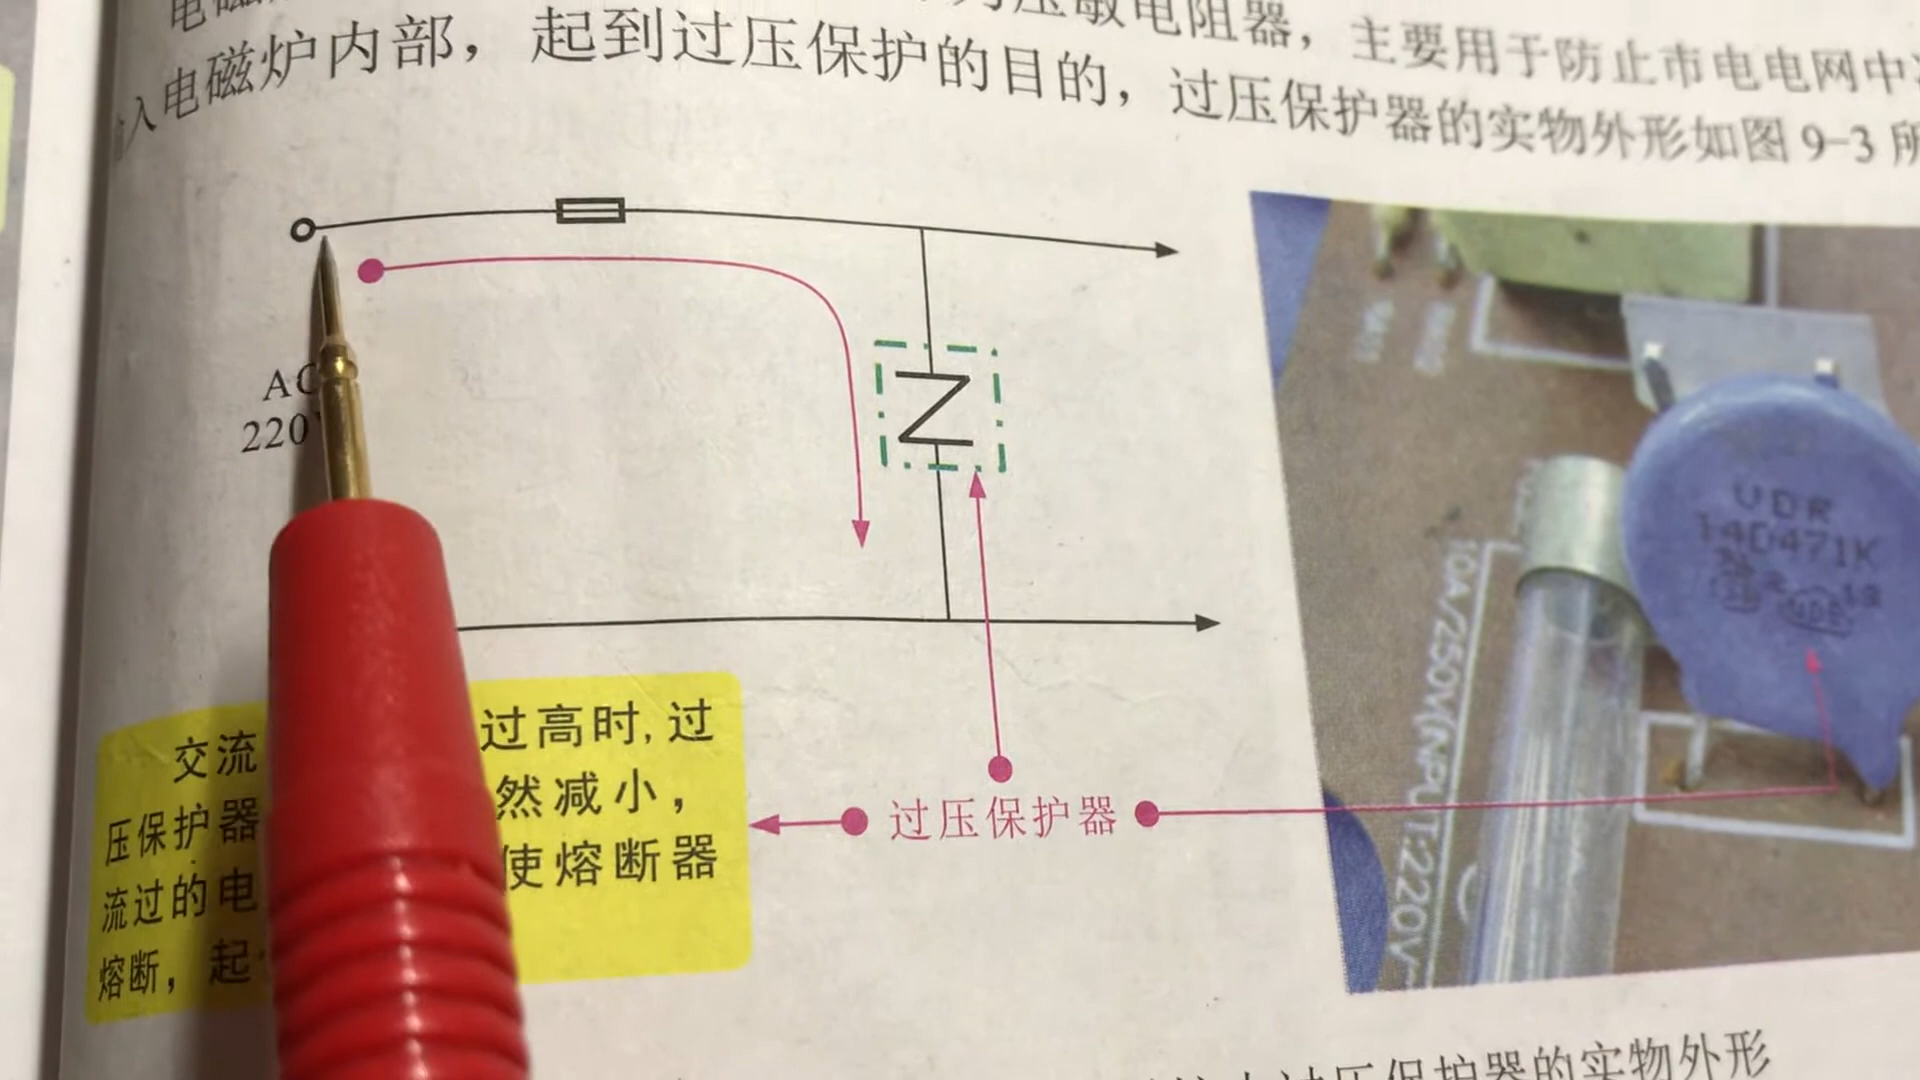 压敏电阻器，主要用于防止市电电网中
入电磁炉内部，起到过压保护的目的，过压保护器的实物外形如图 9-3 所
AC
220
交流
过高时，过
压保护器
然减小，
流过的电
使熔断器
熔断，起
过压保护器
VDR
14D471K
10A/250V(INPUT:220V
过压保护器的实物外形